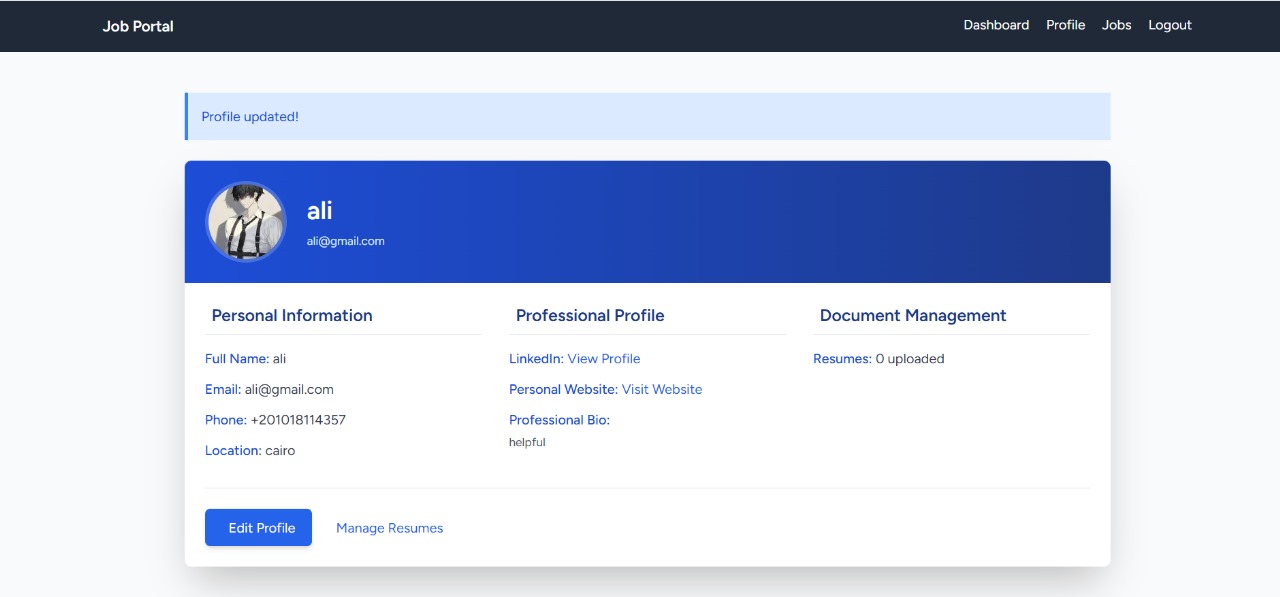 Job Portal
Dashboard Profile Jobs Logout
Profile updated!
ali
ali@gmail.com
Personal Information
Full Name: ali
Email: ali@gmail.com
Phone: +201018114357
Location: cairo
Professional Profile
LinkedIn: View Profile
Personal Website: Visit Website
Professional Bio:
helpful
Document Management
Resumes: 0 uploaded
Edit Profile
Manage Resumes